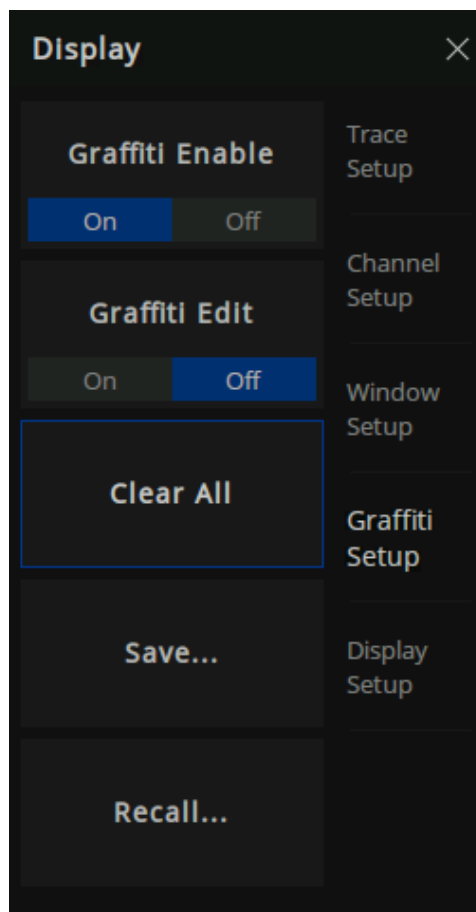 Display
Graffiti Enable
On Off
Graffiti Edit
On Off
Clear All
Save...
Recall...
Trace
Setup
Channel
Setup
Window
Setup
Graffiti
Setup
Display
Setup